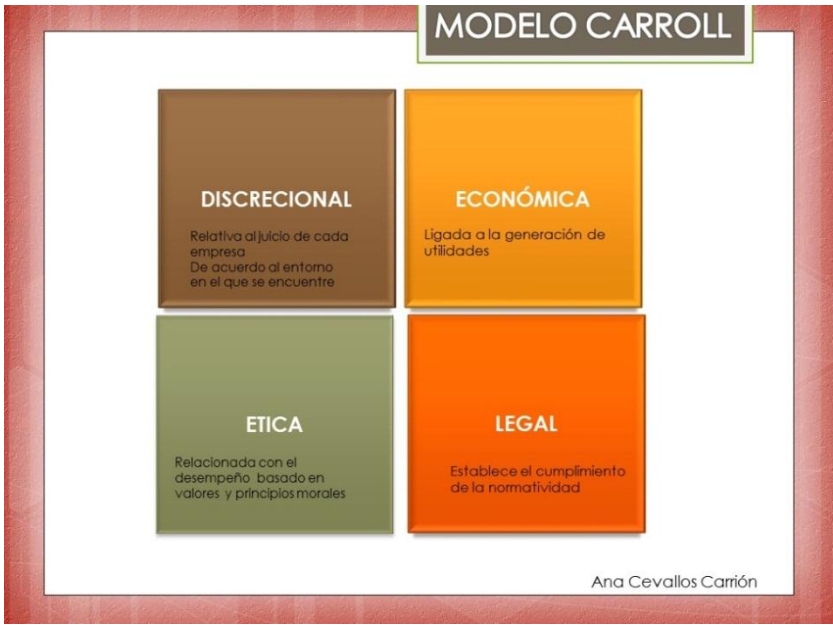 MODELO CARROLL
DISCRECIONAL
Relativa al juicio de cada
empresa
De acuerdo al entorno
en el que se encuentre
ECONÓMICA
Ligada a la generación de
utilidades
ETICA
Relacionada con el
desempeño basado en
valores y principios morales
LEGAL
Establece el cumplimiento
de la normatividad
Ana Cevallos Carrión